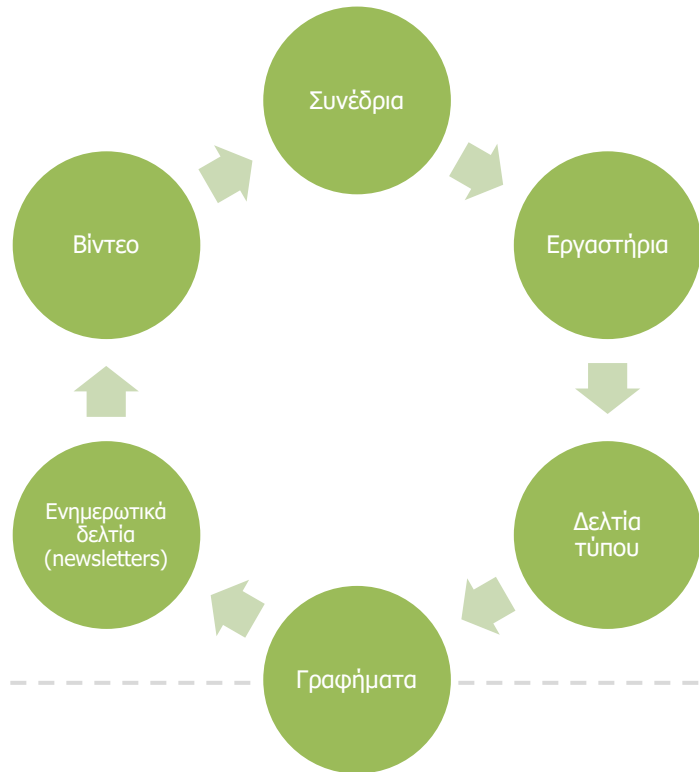 Συνέδρια
Εργαστήρια
Δελτία
τύπου
Γραφήματα
Ενημερωτικά
δελτία
(newsletters)
Βίντεο